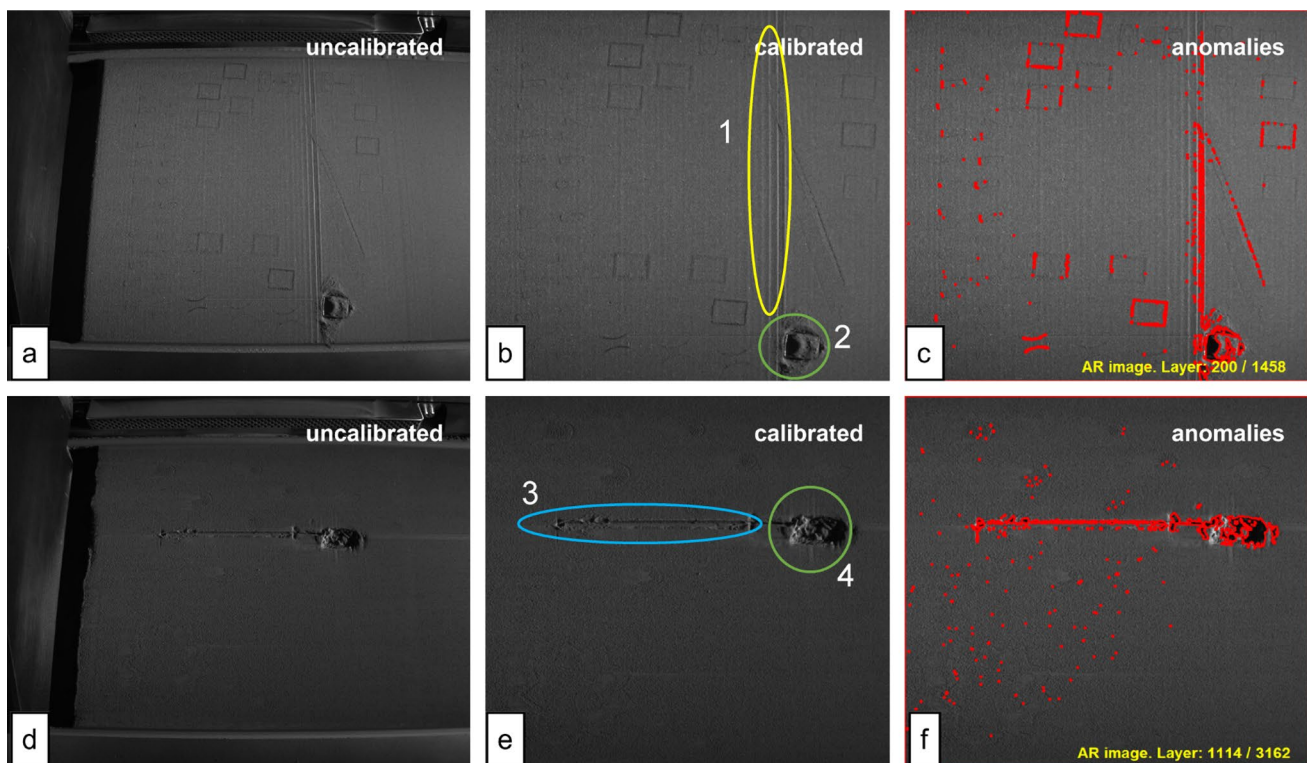 uncalibrated
a
calibrated
1
2
b
anomalies
c
AR image. Layer: 200 / 1458
uncalibrated
d
calibrated
3
4
e
anomalies
f
AR image. Layer: 1114 / 3162